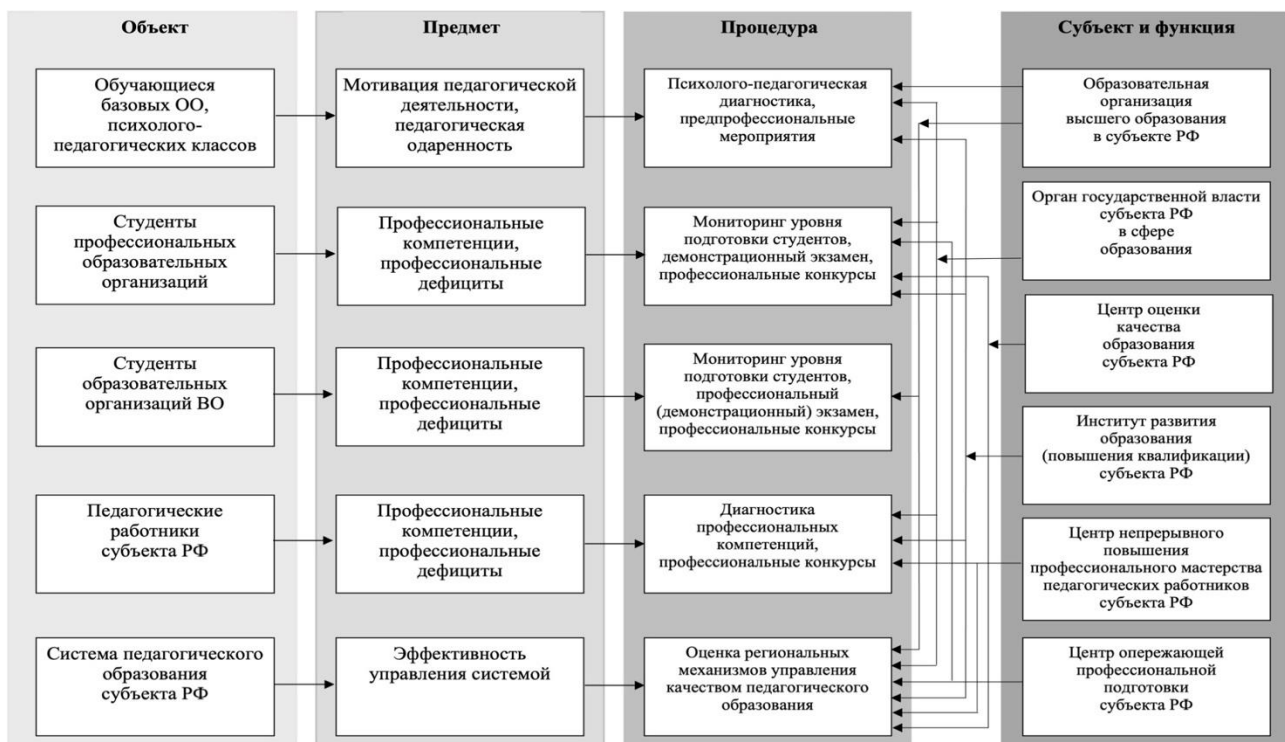 Объект
Обучающиеся
базовых ОО,
психолого-
педагогических классов
Студенты
профессиональных
образовательных
организаций
Студенты
образовательных
организаций ВО
Педагогические
работники
субъекта РФ
Система педагогического
образования
субъекта РФ
Предмет
Мотивация педагогической
деятельности,
педагогическая
одаренность
Профессиональные
компетенции,
профессиональные
дефициты
Профессиональные
компетенции,
профессиональные
дефициты
Профессиональные
компетенции,
профессиональные
дефициты
Эффективность
управления системой
Процедура
Психолого-педагогическая
диагностика,
предпрофессиональные
мероприятия
Мониторинг уровня
подготовки студентов,
демонстрационный экзамен,
профессиональные конкурсы
Мониторинг уровня
подготовки студентов,
профессиональный
(демонстрационный) экзамен,
профессиональные конкурсы
Диагностика
профессиональных
компетенций,
профессиональные конкурсы
Оценка региональных
механизмов управления
качеством педагогического
образования
Субъект и функция
Образовательная
организация
высшего образования
в субъекте РФ
Орган государственной власти
субъекта РФ
в сфере
образования
Центр оценки
качества
образования
субъекта РФ
Институт развития
образования
(повышения квалификации)
субъекта РФ
Центр непрерывного
повышения
профессионального мастерства
педагогических работников
субъекта РФ
Центр опережающей
профессиональной
подготовки
субъекта РФ